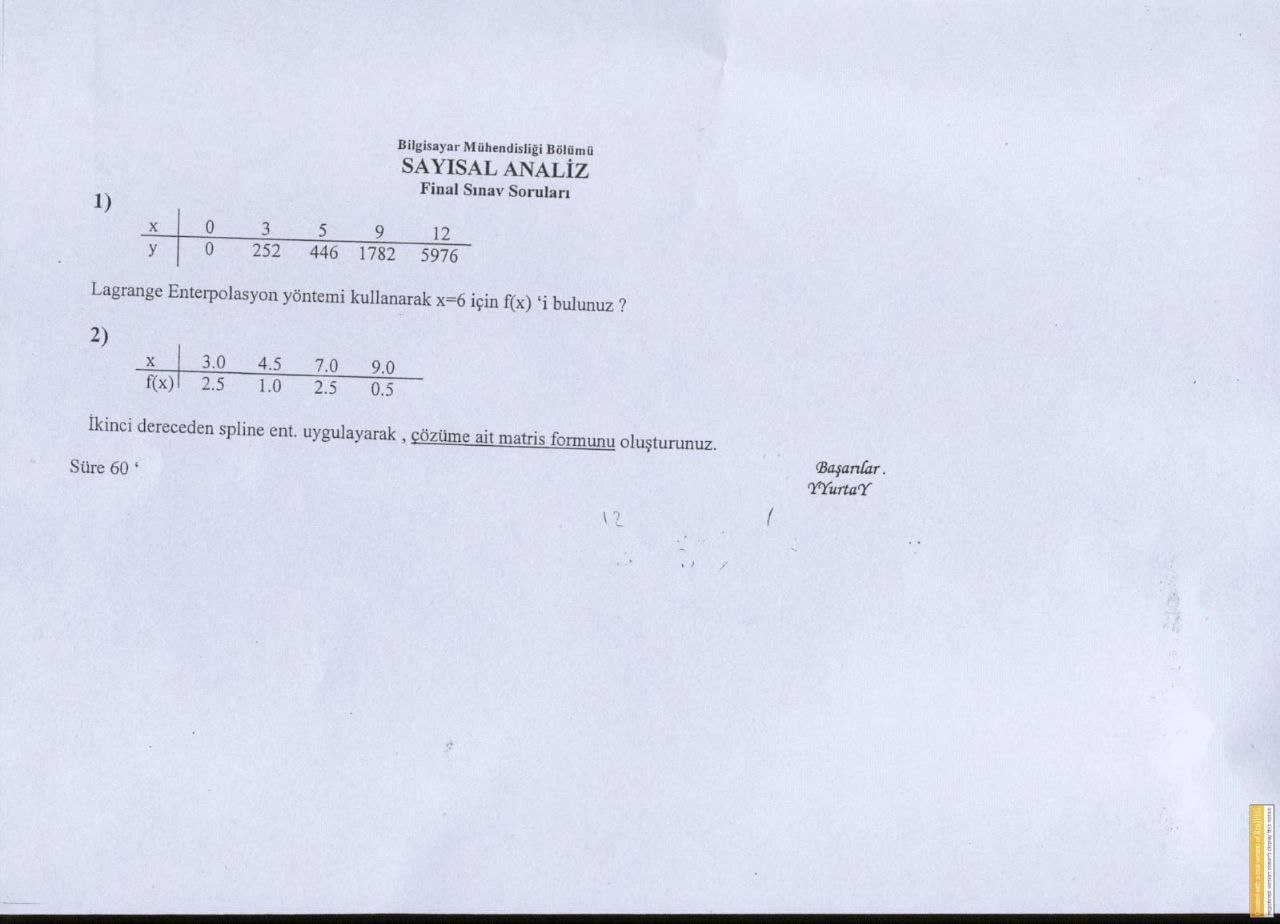 Bilgisayar Mühendisliği Bölümü
SAYISAL ANALİZ
Final Sınav Soruları
1)
x 0 3 5 9 12
y 0 252 446 1782 5976
Lagrange Enterpolasyon yöntemi kullanarak x=6 için f(x) ‘i bulunuz ?
2)
x 3.0 4.5 7.0 9.0
f(x) 2.5 1.0 2.5 0.5
İkinci dereceden spline ent. uygulayarak , çözüme ait matris formunu oluşturunuz.
Süre 60 ‘
Başarılar .
YYurtaY
12